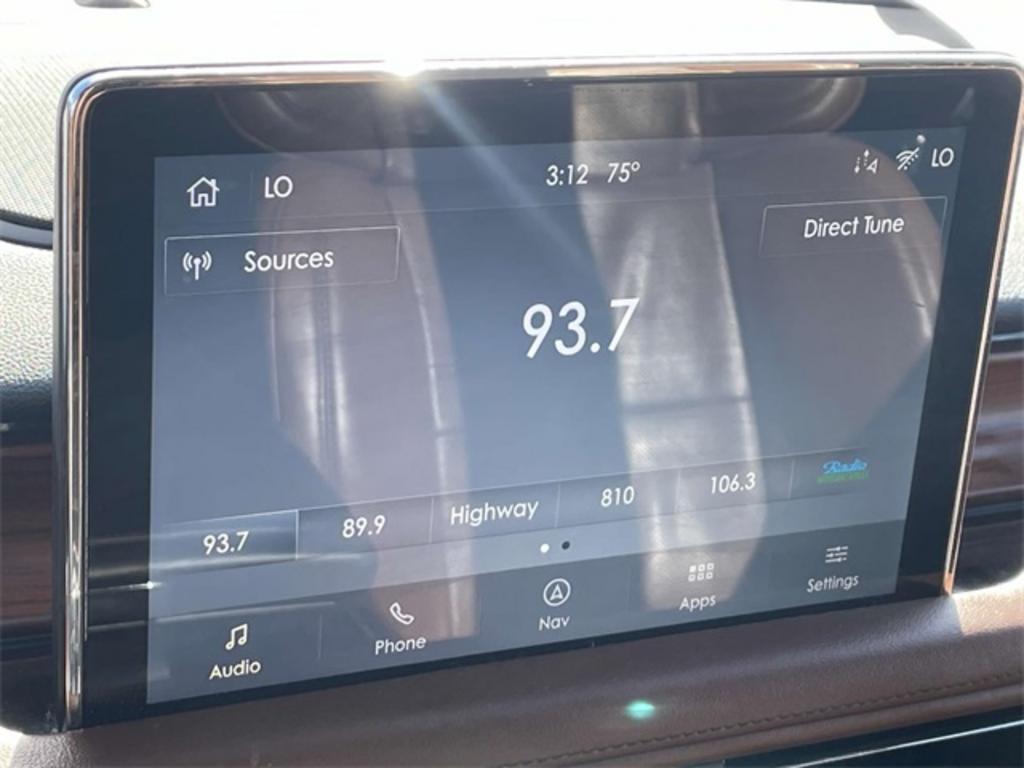 LO
3:12 75°
LO
Sources
Direct Tune
93.7
93.7
89.9
Highway
810
106.3
Radio
Audio
Phone
Nav
Apps
Settings